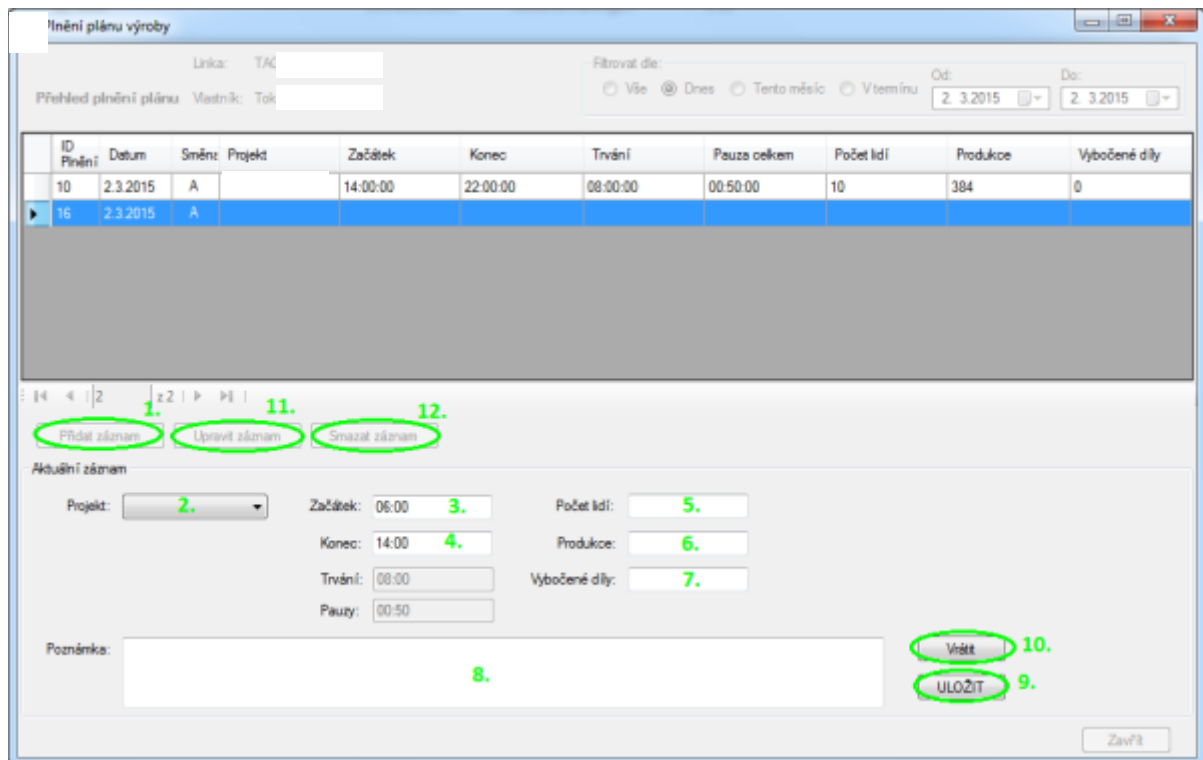 Plnění plánu výroby
Linka: TAC
Filtrovat dle:
Vše Dnes Tento měsíc V termínu
Od: Do:
Přehled plnění plánu Vlastník: Tok
2. 3.2015 2. 3.2015
ID Plnění Datum Směna Projekt Začátek Konec Trvání Pauza celkem Počet lidí Produkce Vybočené díly
10 2.3.2015 A 14:00:00 22:00:00 08:00:00 00:50:00 10 384 0
16 2.3.2015 A
2 z 2
1. 11. 12.
Přidat záznam Upravit záznam Smazat záznam
Aktuální záznam
Projekt: 2. Začátek: 06:00 3. Počet lidí: 5.
Konec: 14:00 4. Produkce: 6.
Trvání: 08:00 Vybočené díly: 7.
Pauzy: 00:50
Poznámka: 8. Vrátit 10.
ULOŽIT 9.
Zavřít